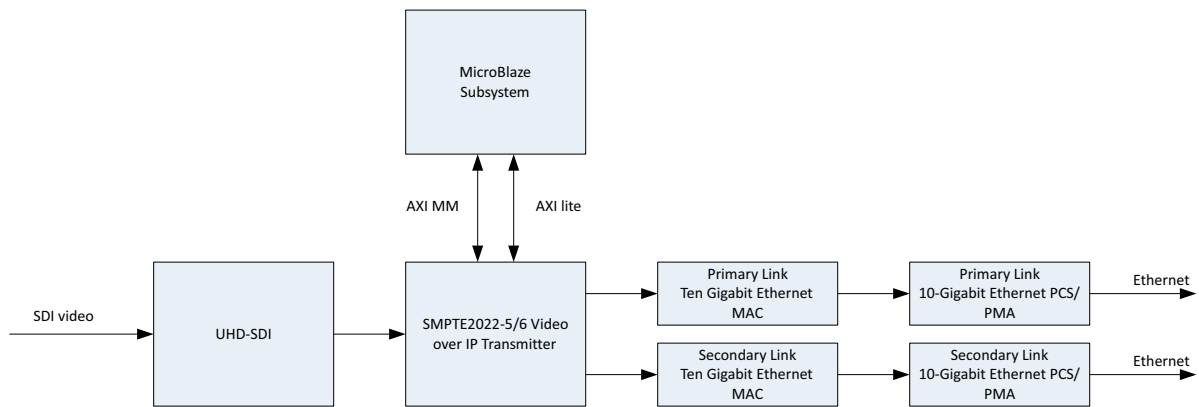 MicroBlaze
Subsystem
AXI MM
AXI lite
SDI video
UHD-SDI
SMPTE2022-5/6 Video
over IP Transmitter
Primary Link
Ten Gigabit Ethernet
MAC
Primary Link
10-Gigabit Ethernet PCS/
PMA
Ethernet
Secondary Link
Ten Gigabit Ethernet
MAC
Secondary Link
10-Gigabit Ethernet PCS/
PMA
Ethernet